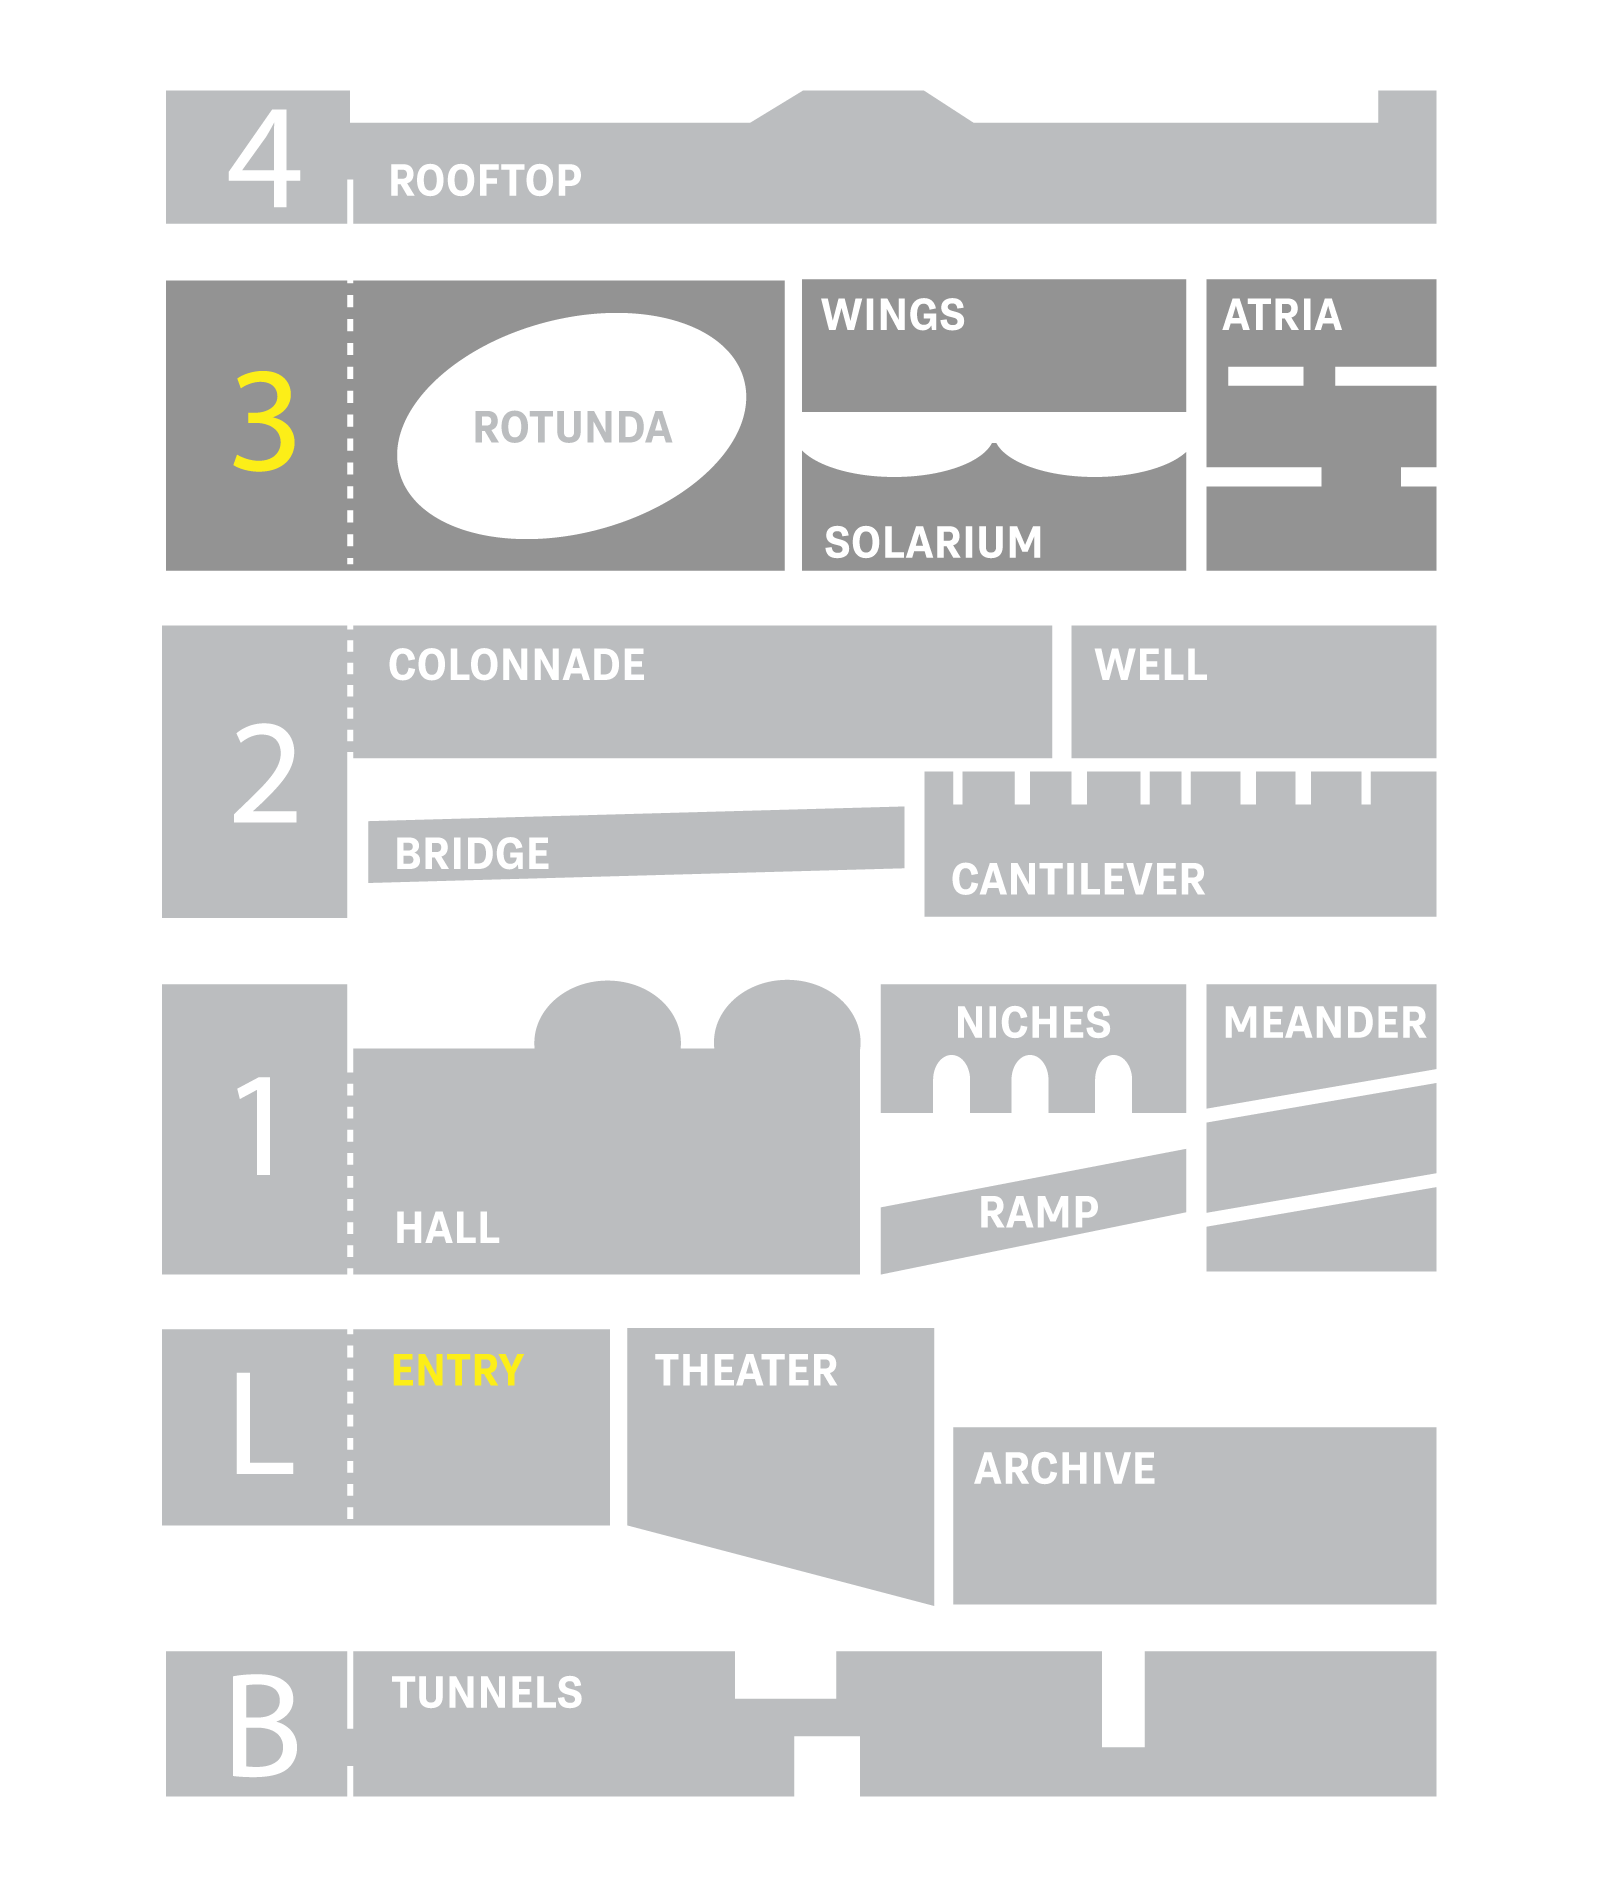 4
ROOFTOP
3
ROTUNDA
WINGS
SOLARIUM
ATRIA
2
COLONNADE
WELL
BRIDGE
CANTILEVER
1
HALL
NICHES
RAMP
MEANDER
L
ENTRY
THEATER
ARCHIVE
B
TUNNELS